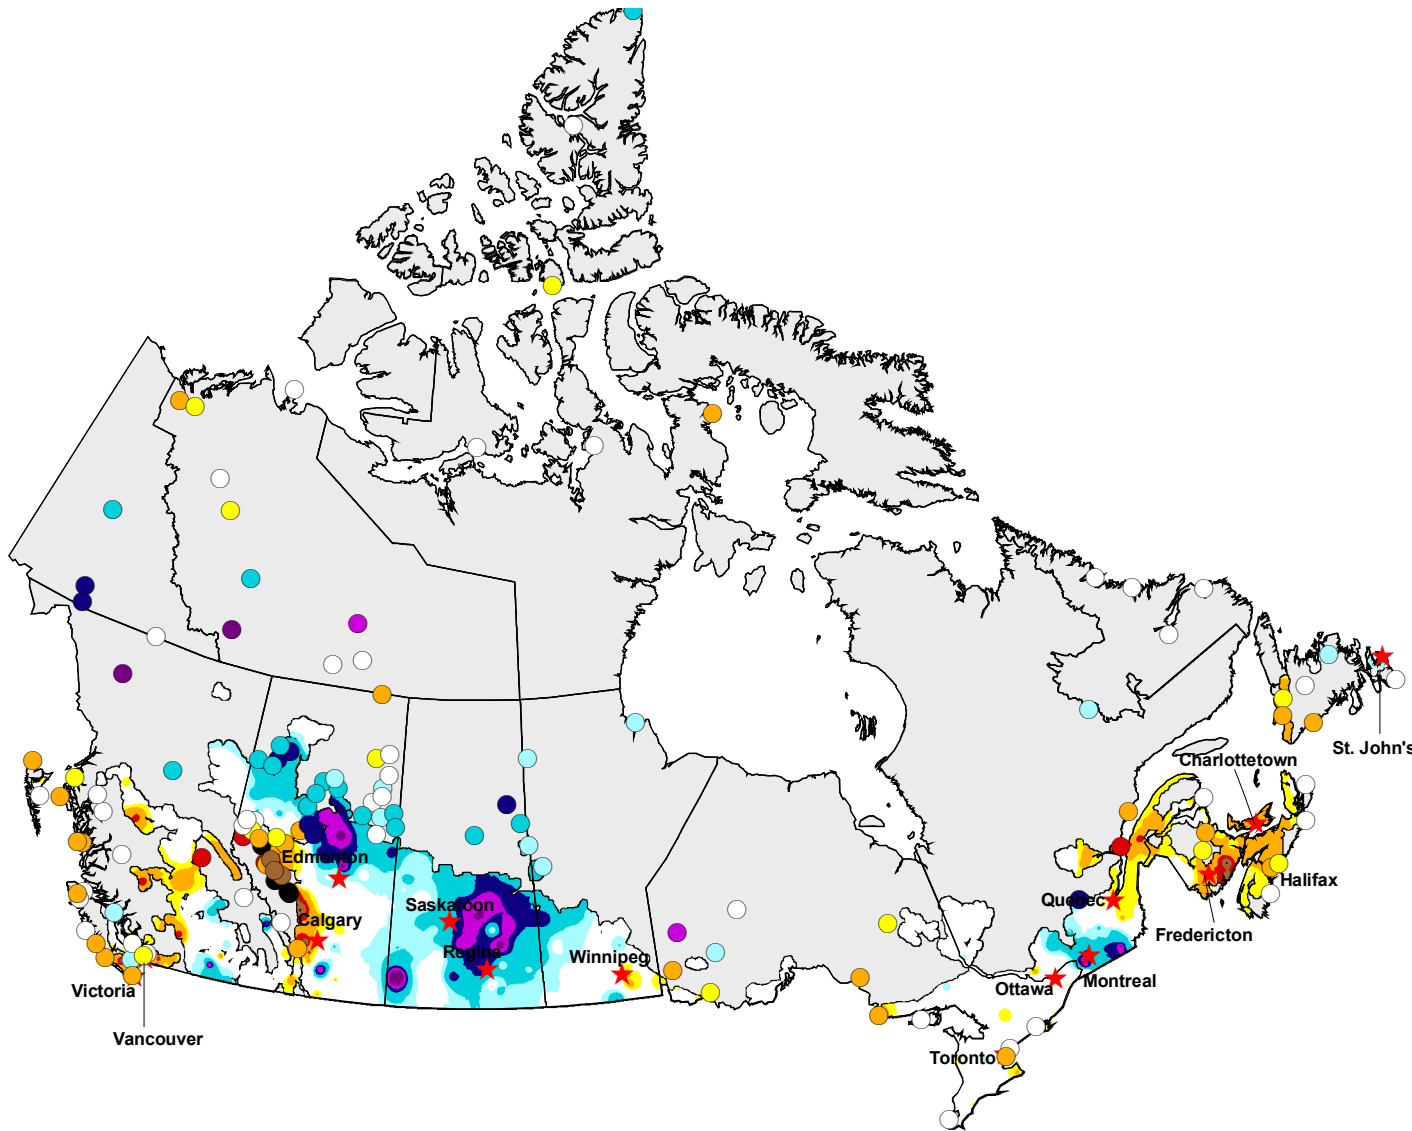 St. John's
Charlottetown
Edmonton
Halifax
Quebec
Saskatoon
Calgary
Fredericton
Regina
Winnipeg
Montreal
Ottawa
Victoria
Vancouver
Toronto